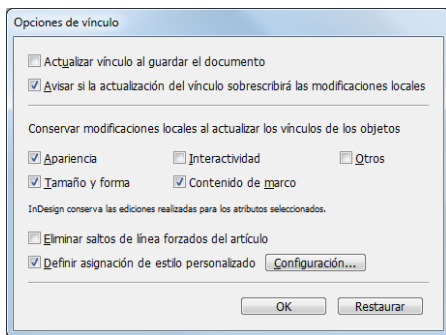 Opciones de vínculo
Actualizar vínculo al guardar el documento
Avisar si la actualización del vínculo sobrescribirá las modificaciones locales
Conservar modificaciones locales al actualizar los vínculos de los objetos
Apariencia Interactividad Otros
Tamaño y forma Contenido de marco
InDesign conserva las ediciones realizadas para los atributos seleccionados.
Eliminar saltos de línea forzados del artículo
Definir asignación de estilo personalizado Configuración...
OK Restaurar